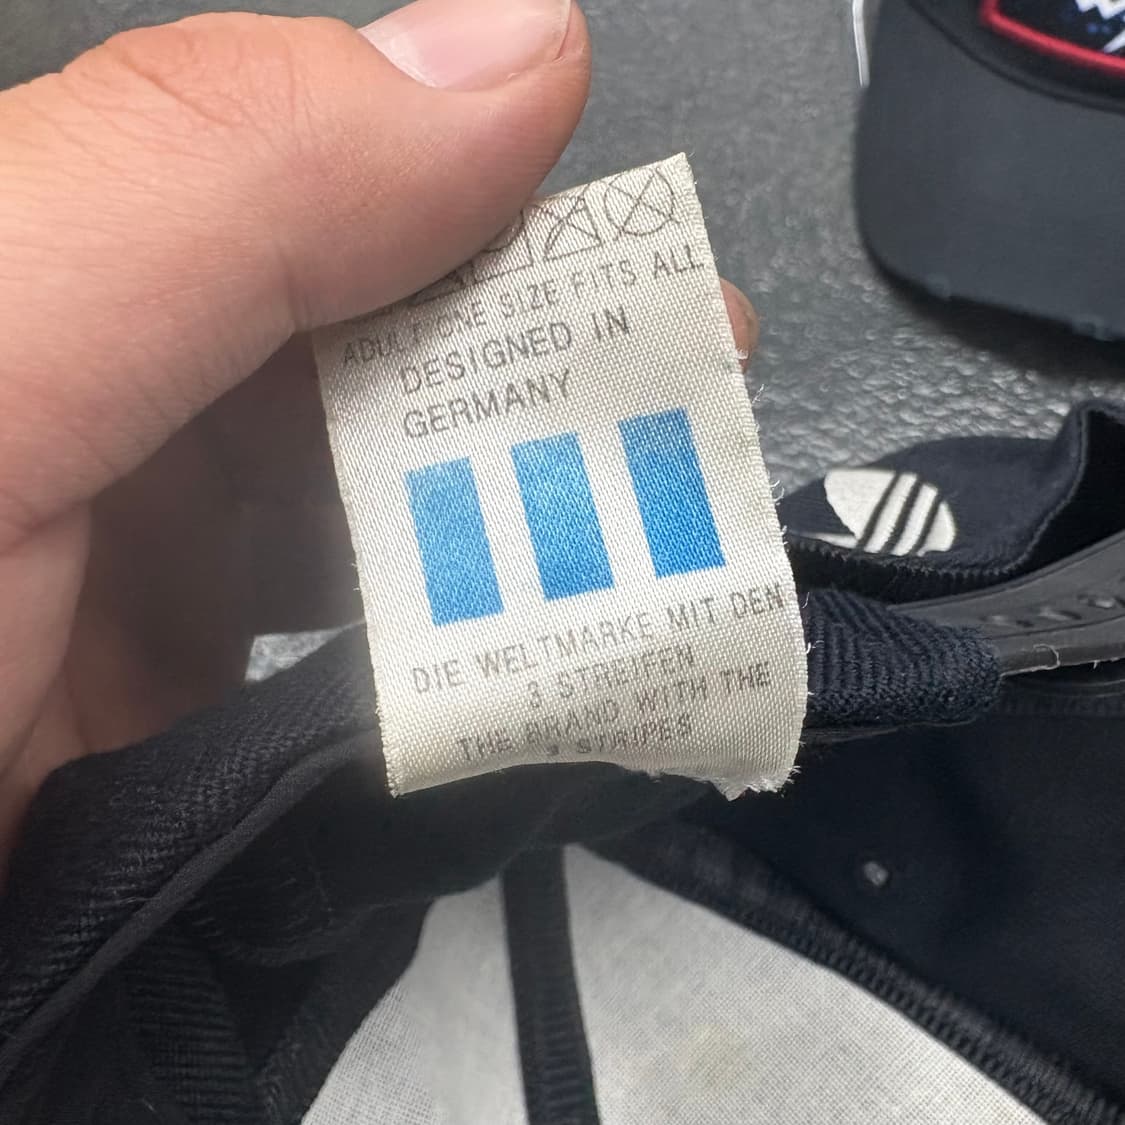 ADULT ONE SIZE FITS ALL
DESIGNED IN
GERMANY
DIE WELTMARKE MIT DEN
3 STREIFEN
THE BRAND WITH THE
3 STRIPES